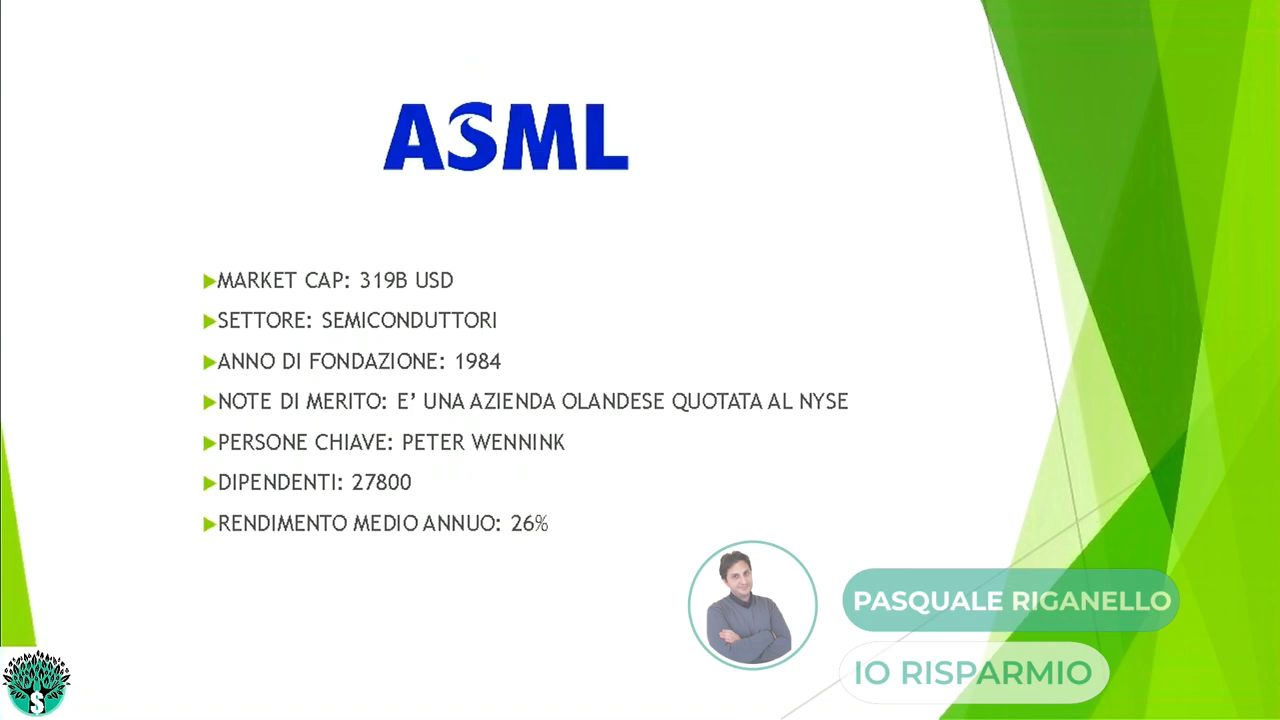 ASML
MARKET CAP: 319B USD
SETTORE: SEMICONDUTTORI
ANNO DI FONDAZIONE: 1984
NOTE DI MERITO: E’ UNA AZIENDA OLANDESE QUOTATA AL NYSE
PERSONE CHIAVE: PETER WENNINK
DIPENDENTI: 27800
RENDIMENTO MEDIO ANNUO: 26%
PASQUALE RIGANELLO
IO RISPARMIO
$